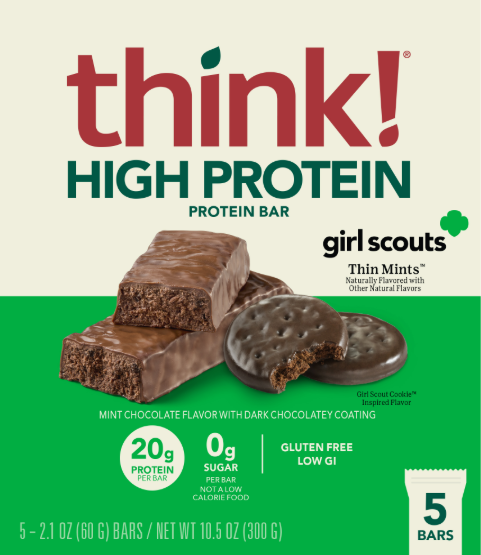 think!®
HIGH PROTEIN
PROTEIN BAR
girl scouts
Thin Mints™
Naturally Flavored with
Other Natural Flavors
Girl Scout Cookie™
Inspired Flavor
MINT CHOCOLATE FLAVOR WITH DARK CHOCOLATEY COATING
20g
PROTEIN
PER BAR
0g
SUGAR
PER BAR
NOT A LOW
CALORIE FOOD
GLUTEN FREE
LOW GI
5
BARS
5 – 2.1 OZ (60 G) BARS / NET WT 10.5 OZ (300 G)